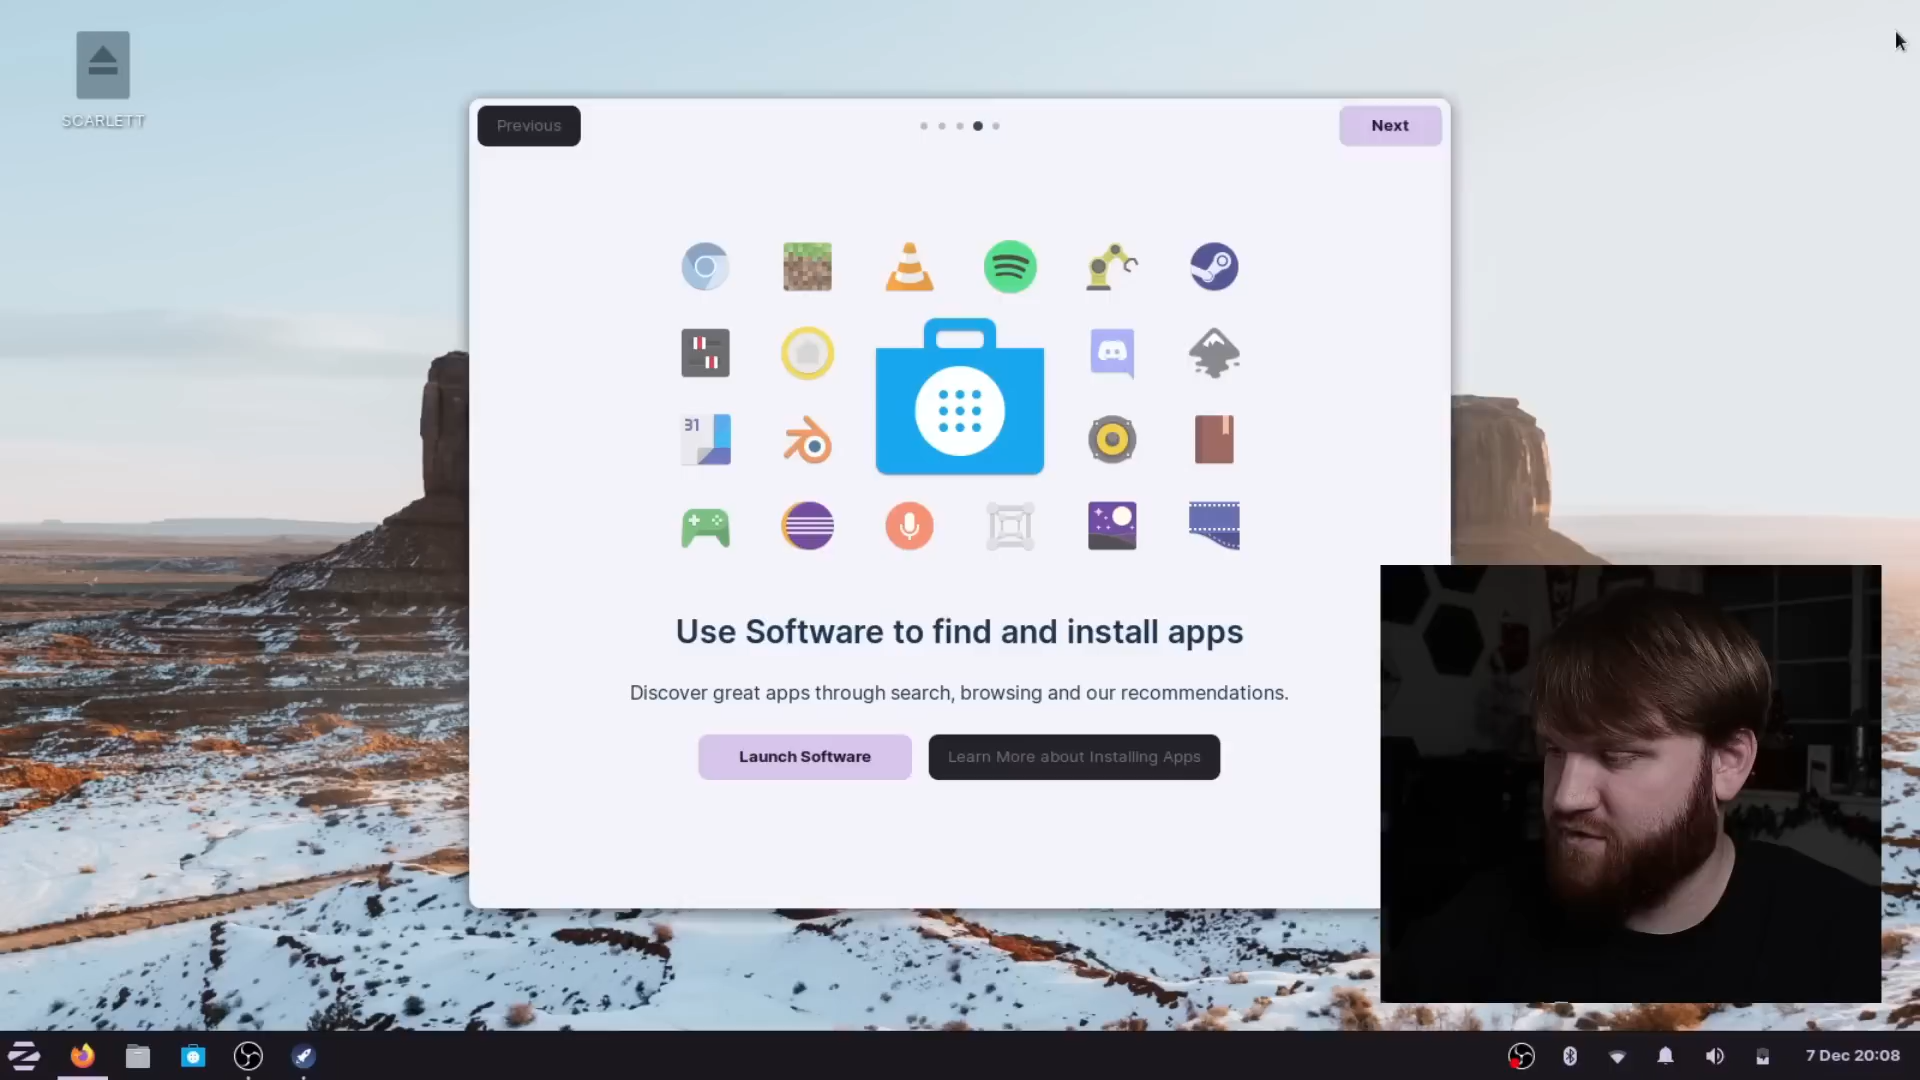 SCARLETT
Previous
Next
31
Use Software to find and install apps
Discover great apps through search, browsing and our recommendations.
Launch Software
Learn More about Installing Apps
7 Dec 20:08